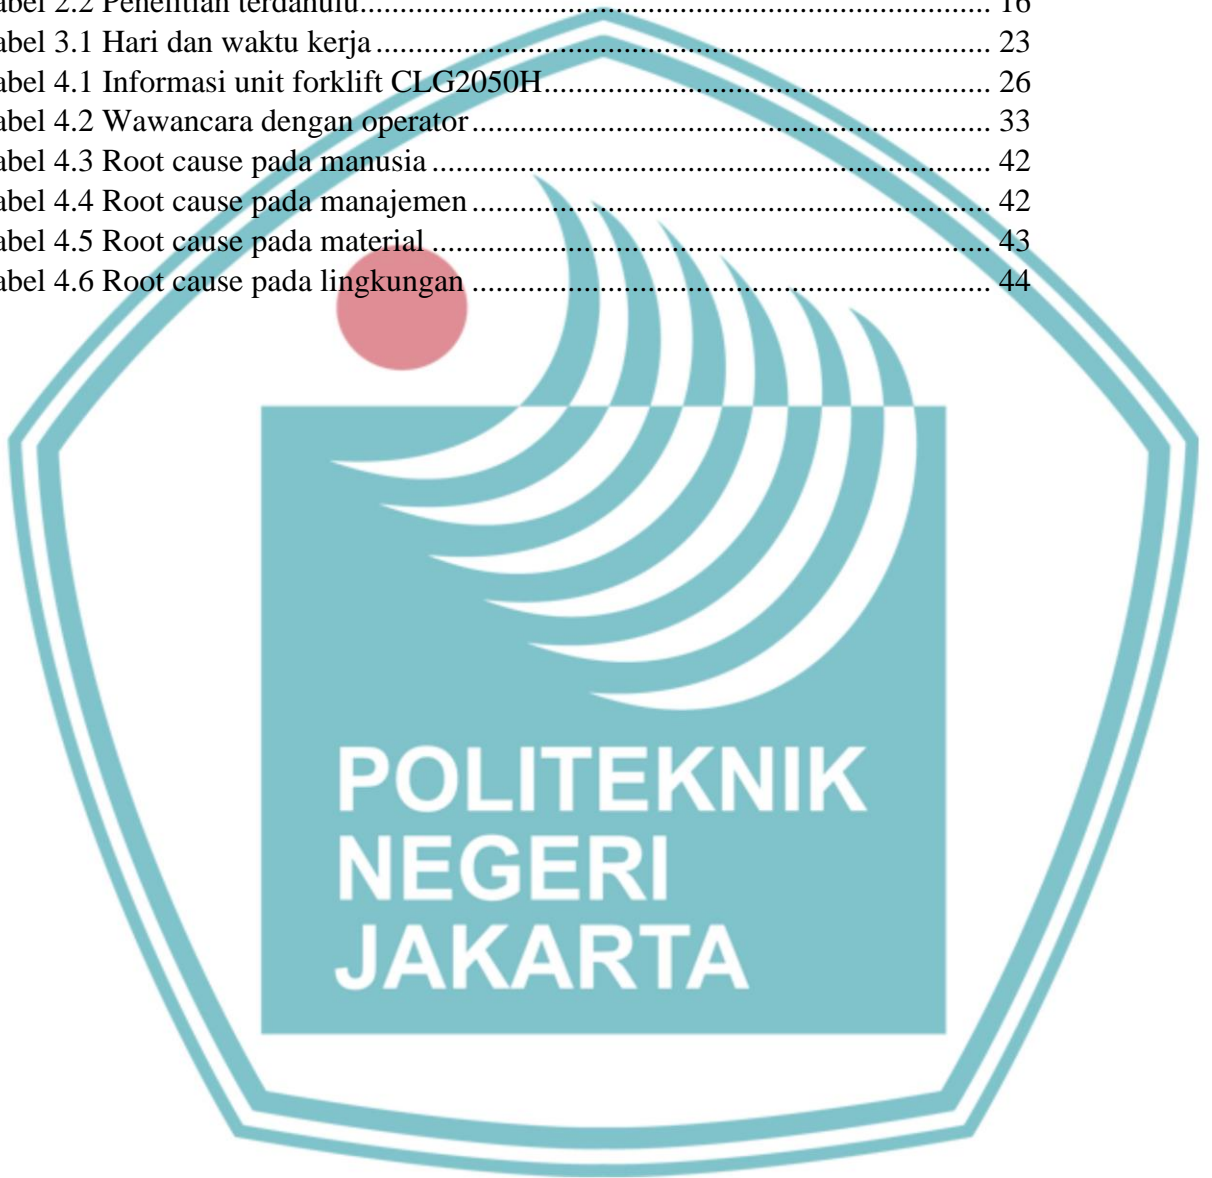 abel 2.2 Penelitian terdahulu.................................................................................. 16
abel 3.1 Hari dan waktu kerja ................................................................................ 23
abel 4.1 Informasi unit forklift CLG2050H.......................................................... 26
abel 4.2 Wawancara dengan operator.................................................................... 33
abel 4.3 Root cause pada manusia ......................................................................... 42
abel 4.4 Root cause pada manajemen .................................................................... 42
abel 4.5 Root cause pada material .......................................................................... 43
abel 4.6 Root cause pada lingkungan .................................................................... 44
POLITEKNIK
NEGERI
JAKARTA